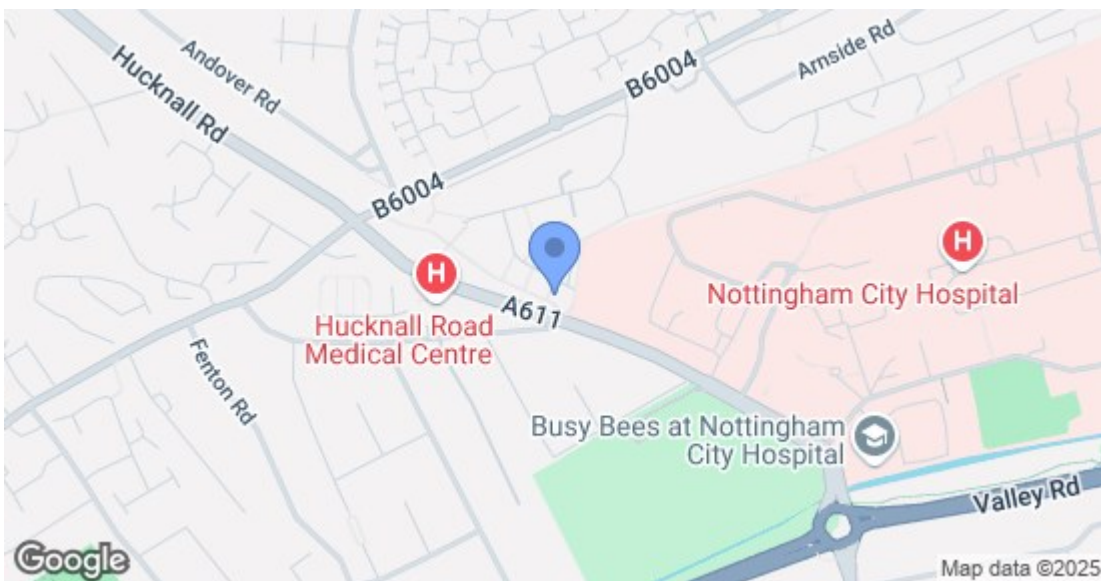 Andover Rd
Hucknall Rd
Arnside Rd
B6004
B6004
H
Nottingham City Hospital
H
Hucknall Road
Medical Centre
A611
Fenton Rd
Busy Bees at Nottingham
City Hospital
Valley Rd
Google
Map data ©2025